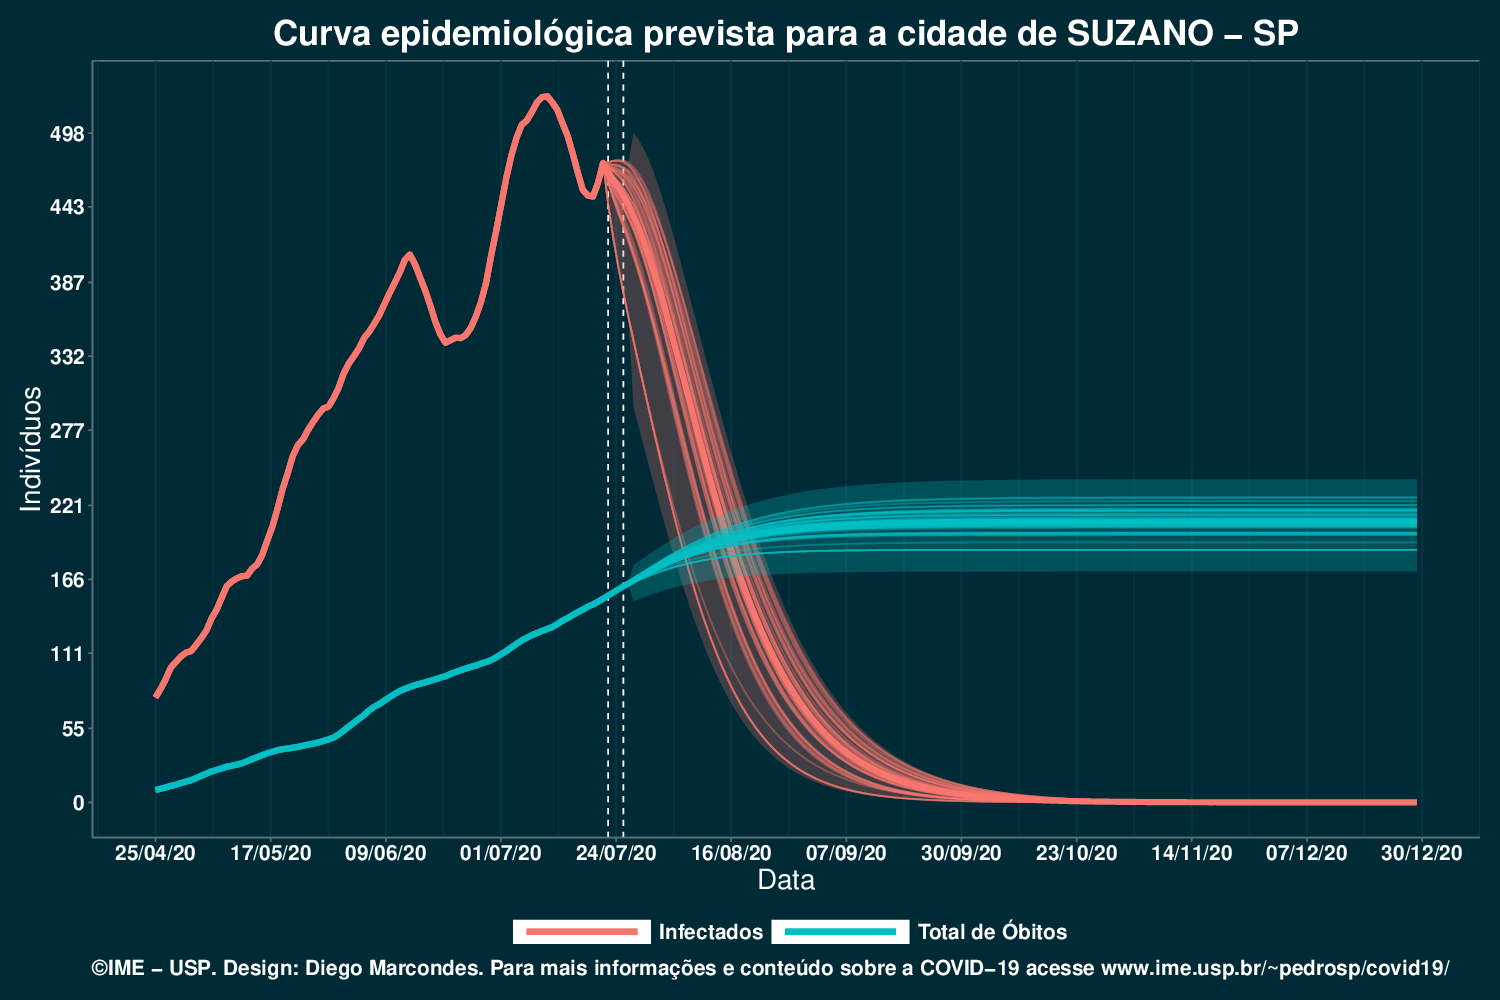 Curva epidemiológica prevista para a cidade de SUZANO – SP
Indivíduos
498
443
387
332
277
221
166
111
55
0
25/04/20 17/05/20 09/06/20 01/07/20 24/07/20 16/08/20 07/09/20 30/09/20 23/10/20 14/11/20 07/12/20 30/12/20
Data
Infectados Total de Óbitos
©IME – USP. Design: Diego Marcondes. Para mais informações e conteúdo sobre a COVID–19 acesse www.ime.usp.br/~pedrosp/covid19/